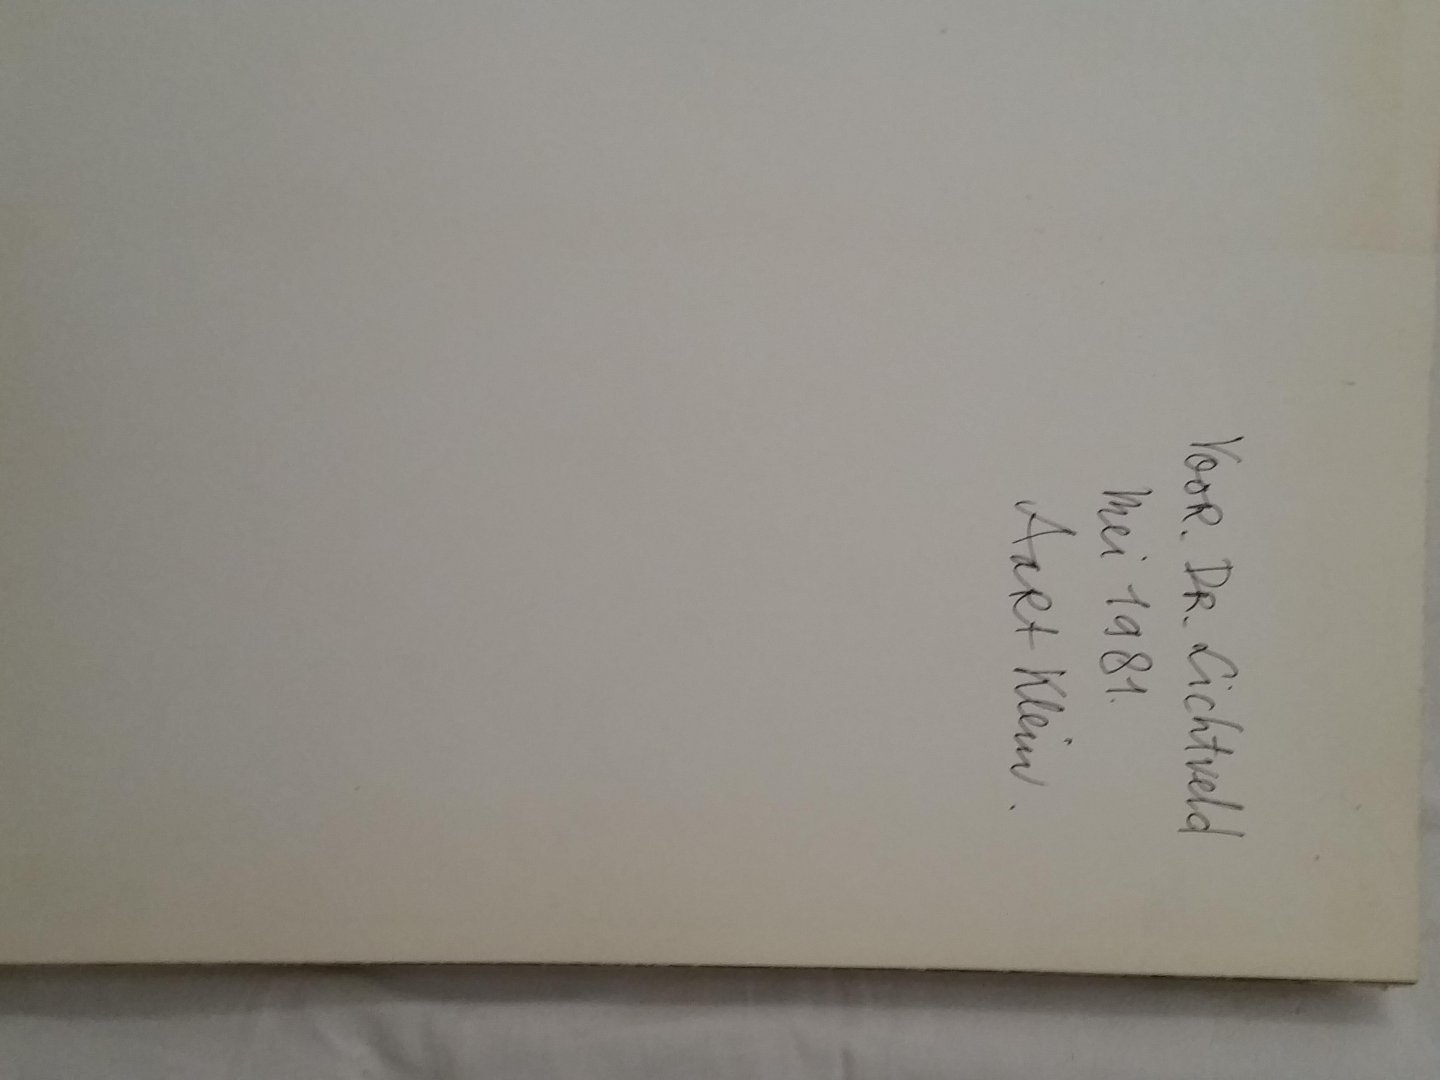 Voor. Dr. Lichtveld
Mei 1981.
Aart Klein.